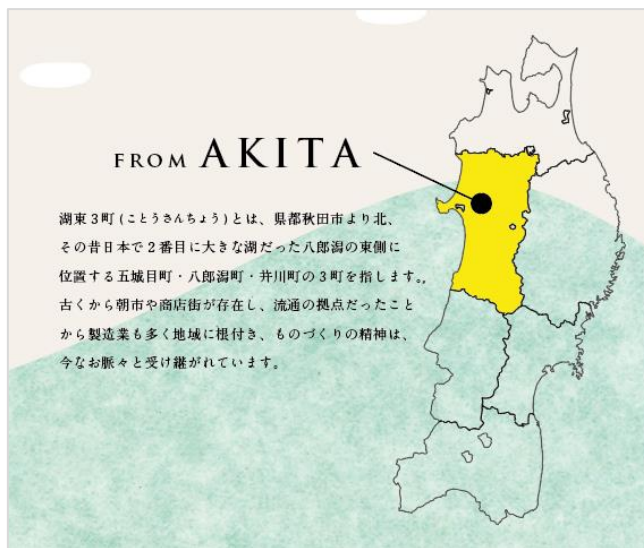 FROM AKITA
湖東3町(ことうさんちょう)とは、県都秋田市より北、
その昔日本で2番目に大きな湖だった八郎潟の東側に
位置する五城目町・八郎潟町・井川町の3町を指します。,
古くから朝市や商店街が存在し、流通の拠点だったこと
から製造業も多く地域に根付き、ものづくりの精神は、
今なお脈々と受け継がれています。